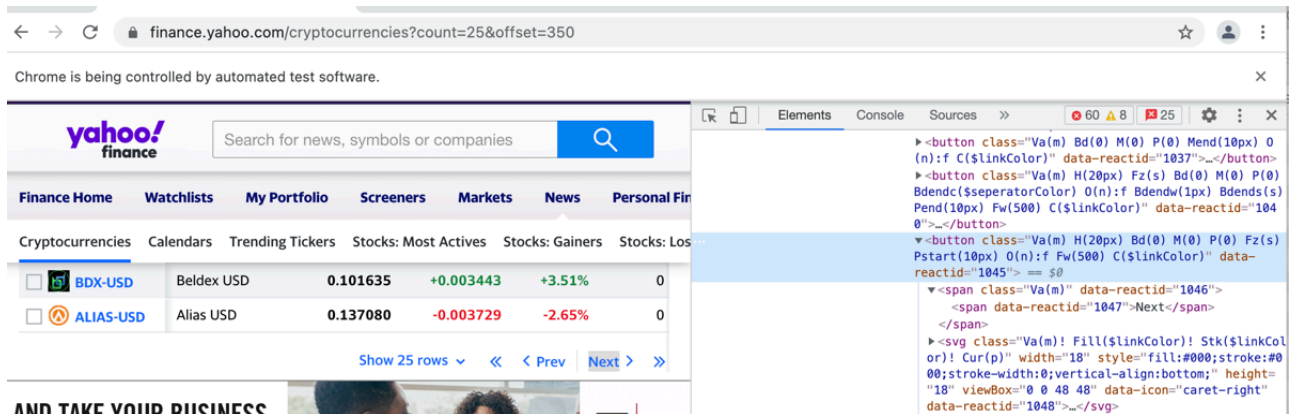 finance.yahoo.com/cryptocurrencies?count=25&offset=350
Chrome is being controlled by automated test software.
yahoo!
finance
Search for news, symbols or companies
Finance Home Watchlists My Portfolio Screeners Markets News Personal Fin
Cryptocurrencies Calendars Trending Tickers Stocks: Most Actives Stocks: Gainers Stocks: Los
BDX-USD Beldex USD 0.101635 +0.003443 +3.51% 0
ALIAS-USD Alias USD 0.137080 -0.003729 -2.65% 0
Show 25 rows Prev Next
AND TAKE YOUR BUSINESS
Elements Console Sources » 60 8 25
<button class="Va(m) Bd(0) M(0) P(0) Mend(10px) O
(n):f C($linkColor)" data-reactid="1037">…</button>
<button class="Va(m) H(20px) Fz(s) Bd(0) M(0) P(0)
Bdendc($seperatorColor) O(n):f Bdendw(1px) Bdends(s)
Pend(10px) Fw(500) C($linkColor)" data-reactid="104
0">…</button>
<button class="Va(m) H(20px) Bd(0) M(0) P(0) Fz(s)
Pstart(10px) O(n):f Fw(500) C($linkColor)" data-
reactid="1045"> == $0
<span class="Va(m)" data-reactid="1046">
<span data-reactid="1047">Next</span>
</span>
<svg class="Va(m)! Fill($linkColor)! Stk($linkCol
or)! Cur(p)" width="18" style="fill:#000;stroke:#0
00;stroke-width:0;vertical-align:bottom;" height=
"18" viewBox="0 0 48 48" data-icon="caret-right"
data-reactid="1048">…</svg>